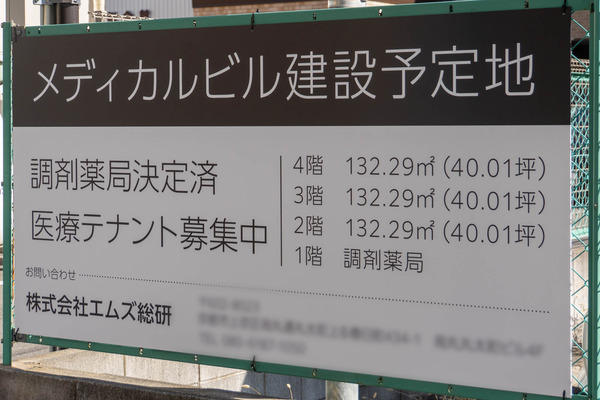 メディカルビル建設予定地
調剤薬局決定済
医療テナント募集中
4階 132.29㎡(40.01坪)
3階 132.29㎡(40.01坪)
2階 132.29㎡(40.01坪)
1階 調剤薬局
お問い合わせ
株式会社エムズ総研